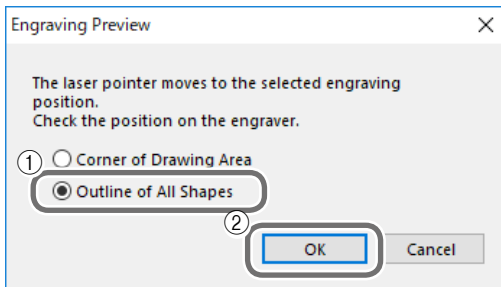 Engraving Preview
The laser pointer moves to the selected engraving
position.
Check the position on the engraver.
① Corner of Drawing Area
Outline of All Shapes
②
OK Cancel